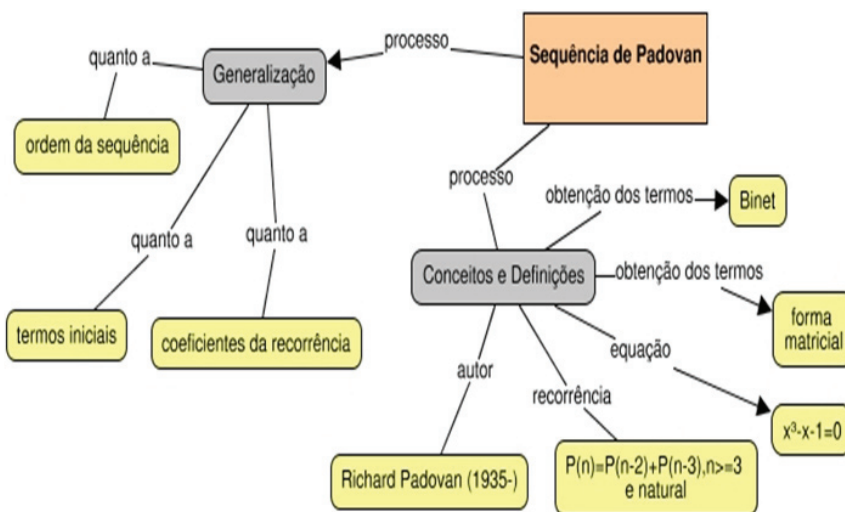 Sequência de Padovan
processo
Generalização
quanto a
ordem da sequência
quanto a
termos iniciais
quanto a
coeficientes da recorrência
processo
Conceitos e Definições
obtenção dos termos
Binet
obtenção dos termos
forma
matricial
equação
x³-x-1=0
recorrência
P(n)=P(n-2)+P(n-3),n>=3
e natural
autor
Richard Padovan (1935-)